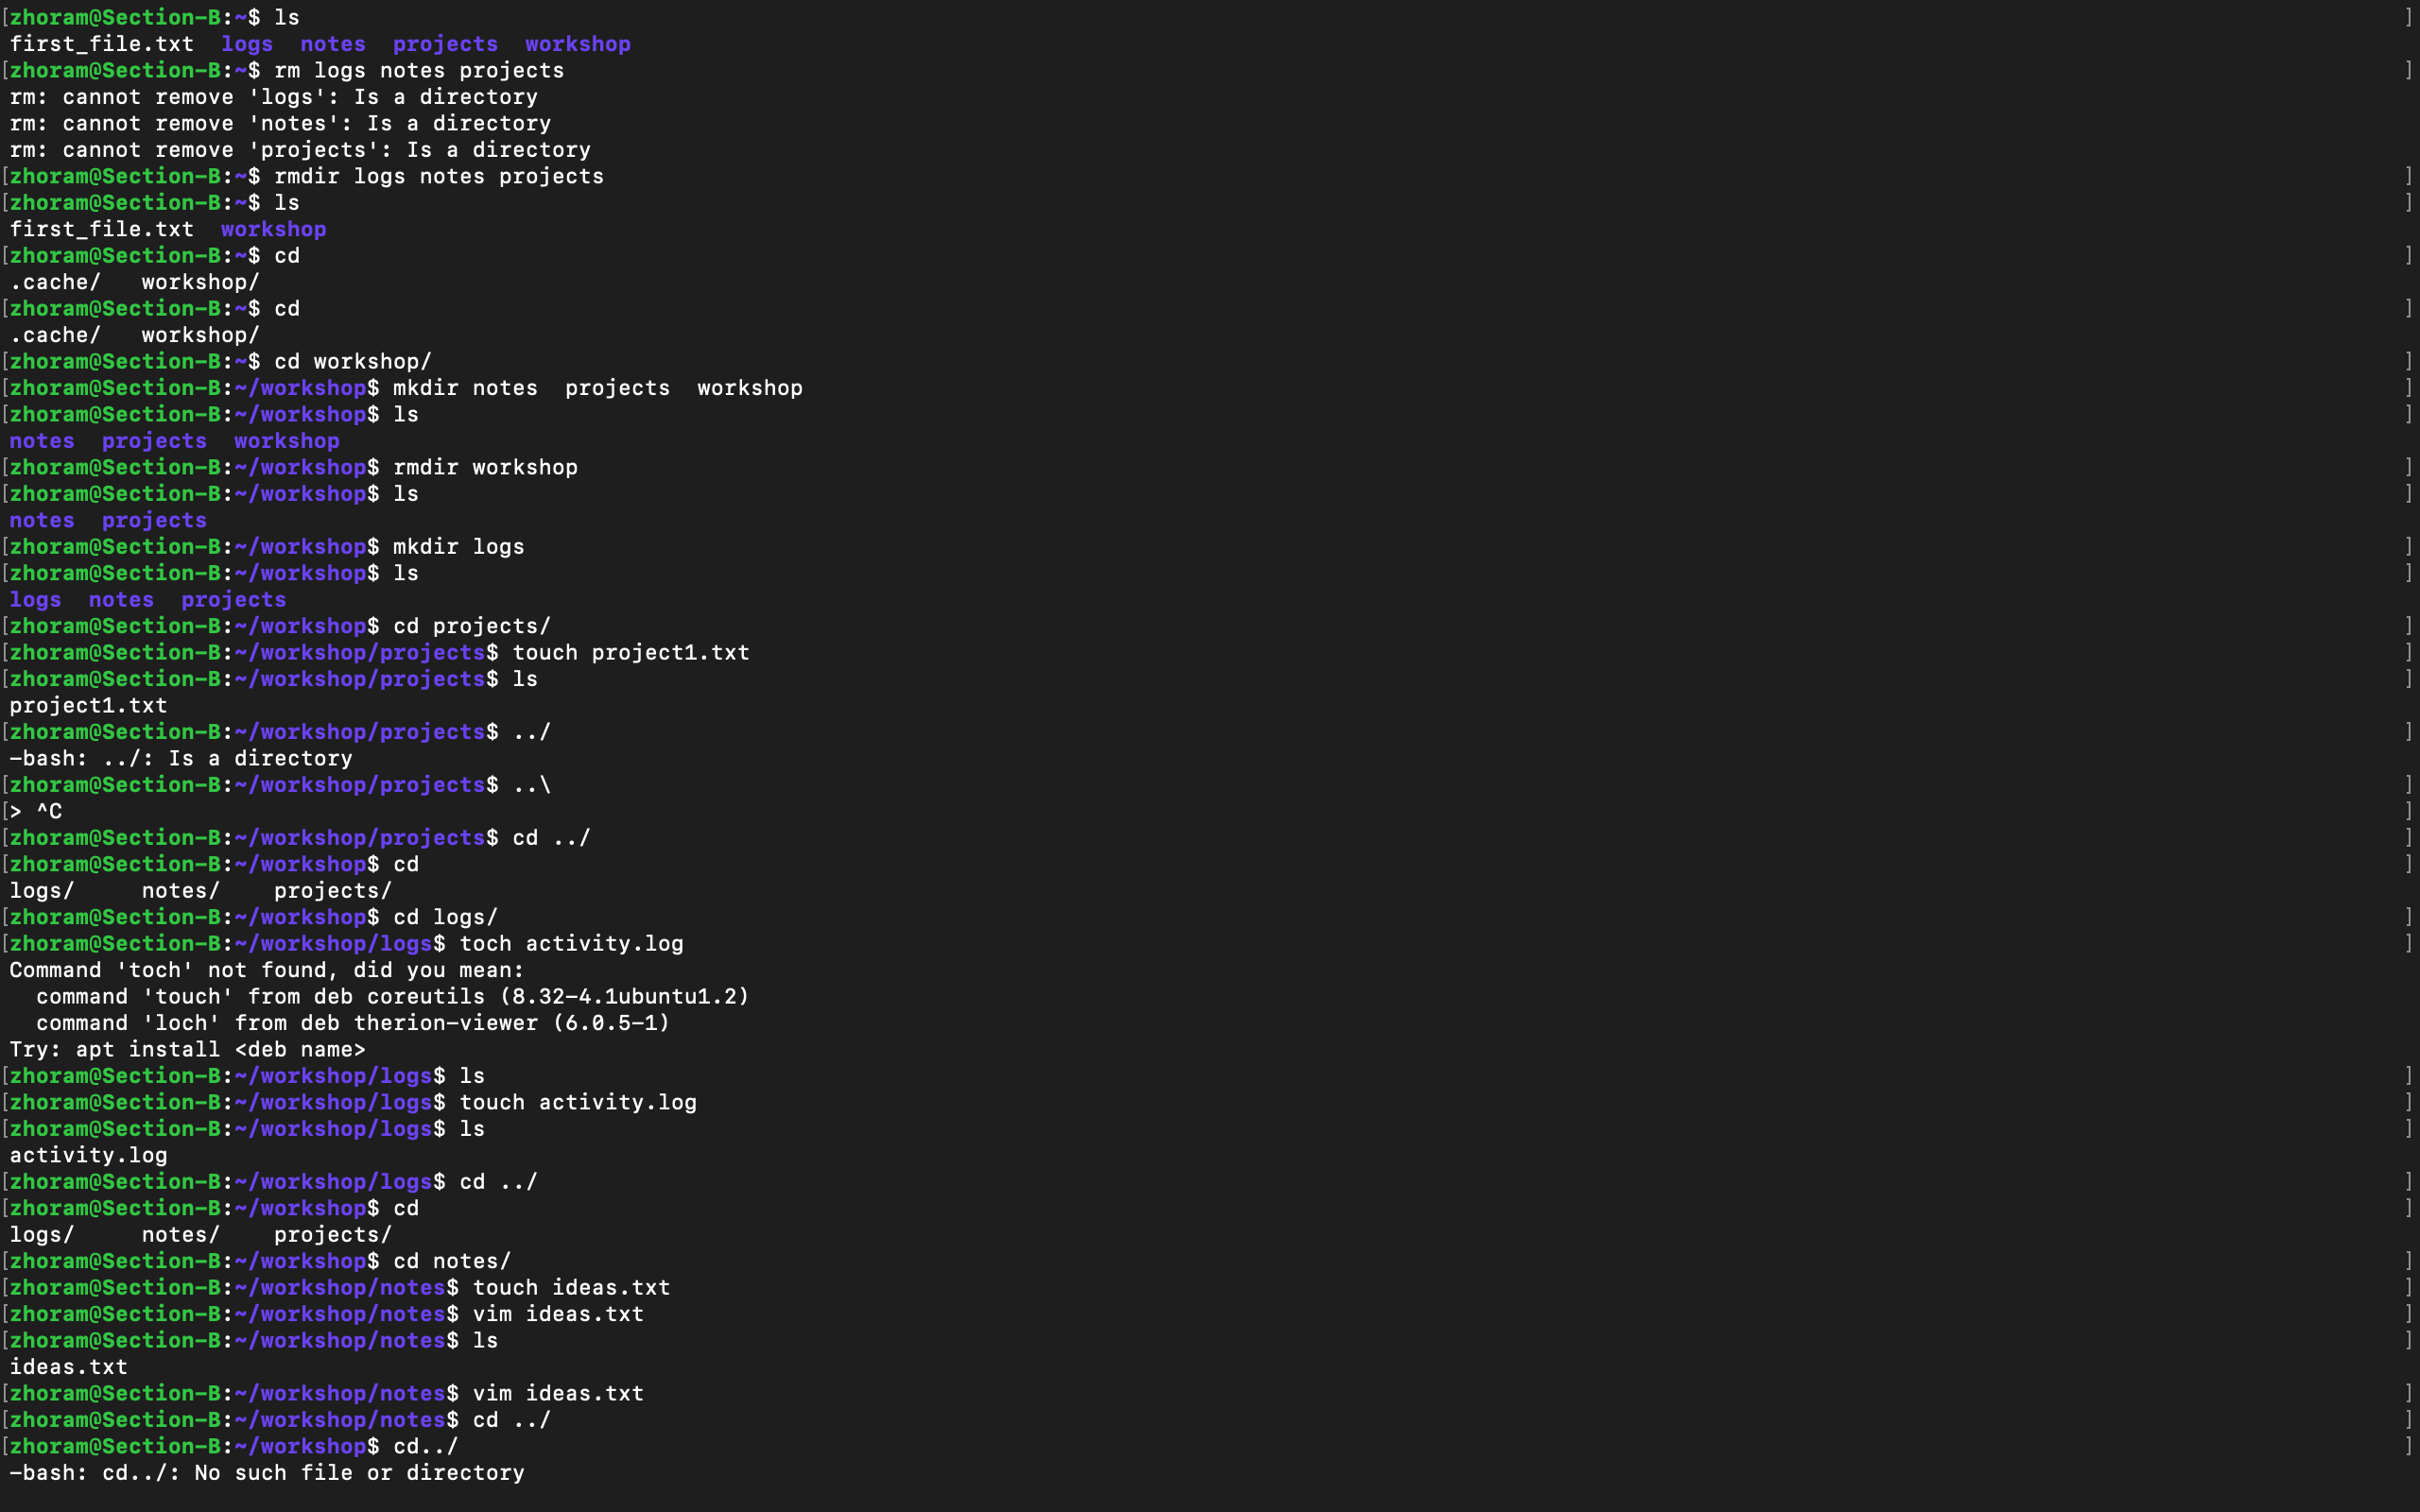 [zhoram@Section-B:~$ ls ]
first_file.txt  logs  notes  projects  workshop
[zhoram@Section-B:~$ rm logs notes projects ]
rm: cannot remove 'logs': Is a directory
rm: cannot remove 'notes': Is a directory
rm: cannot remove 'projects': Is a directory
[zhoram@Section-B:~$ rmdir logs notes projects ]
[zhoram@Section-B:~$ ls ]
first_file.txt  workshop
[zhoram@Section-B:~$ cd ]
.cache/   workshop/
[zhoram@Section-B:~$ cd ]
.cache/   workshop/
[zhoram@Section-B:~$ cd workshop/ ]
[zhoram@Section-B:~/workshop$ mkdir notes  projects  workshop ]
[zhoram@Section-B:~/workshop$ ls ]
notes  projects  workshop
[zhoram@Section-B:~/workshop$ rmdir workshop ]
[zhoram@Section-B:~/workshop$ ls ]
notes  projects
[zhoram@Section-B:~/workshop$ mkdir logs ]
[zhoram@Section-B:~/workshop$ ls ]
logs  notes  projects
[zhoram@Section-B:~/workshop$ cd projects/ ]
[zhoram@Section-B:~/workshop/projects$ touch project1.txt ]
[zhoram@Section-B:~/workshop/projects$ ls ]
project1.txt
[zhoram@Section-B:~/workshop/projects$ ../ ]
-bash: ../: Is a directory
[zhoram@Section-B:~/workshop/projects$ ..\ ]
[> ^C ]
[zhoram@Section-B:~/workshop/projects$ cd ../ ]
[zhoram@Section-B:~/workshop$ cd ]
logs/     notes/    projects/
[zhoram@Section-B:~/workshop$ cd logs/ ]
[zhoram@Section-B:~/workshop/logs$ toch activity.log ]
Command 'toch' not found, did you mean:
  command 'touch' from deb coreutils (8.32-4.1ubuntu1.2)
  command 'loch' from deb therion-viewer (6.0.5-1)
Try: apt install <deb name>
[zhoram@Section-B:~/workshop/logs$ ls ]
[zhoram@Section-B:~/workshop/logs$ touch activity.log ]
[zhoram@Section-B:~/workshop/logs$ ls ]
activity.log
[zhoram@Section-B:~/workshop/logs$ cd ../ ]
[zhoram@Section-B:~/workshop$ cd ]
logs/     notes/    projects/
[zhoram@Section-B:~/workshop$ cd notes/ ]
[zhoram@Section-B:~/workshop/notes$ touch ideas.txt ]
[zhoram@Section-B:~/workshop/notes$ vim ideas.txt ]
[zhoram@Section-B:~/workshop/notes$ ls ]
ideas.txt
[zhoram@Section-B:~/workshop/notes$ vim ideas.txt ]
[zhoram@Section-B:~/workshop/notes$ cd ../ ]
[zhoram@Section-B:~/workshop$ cd../ ]
-bash: cd../: No such file or directory